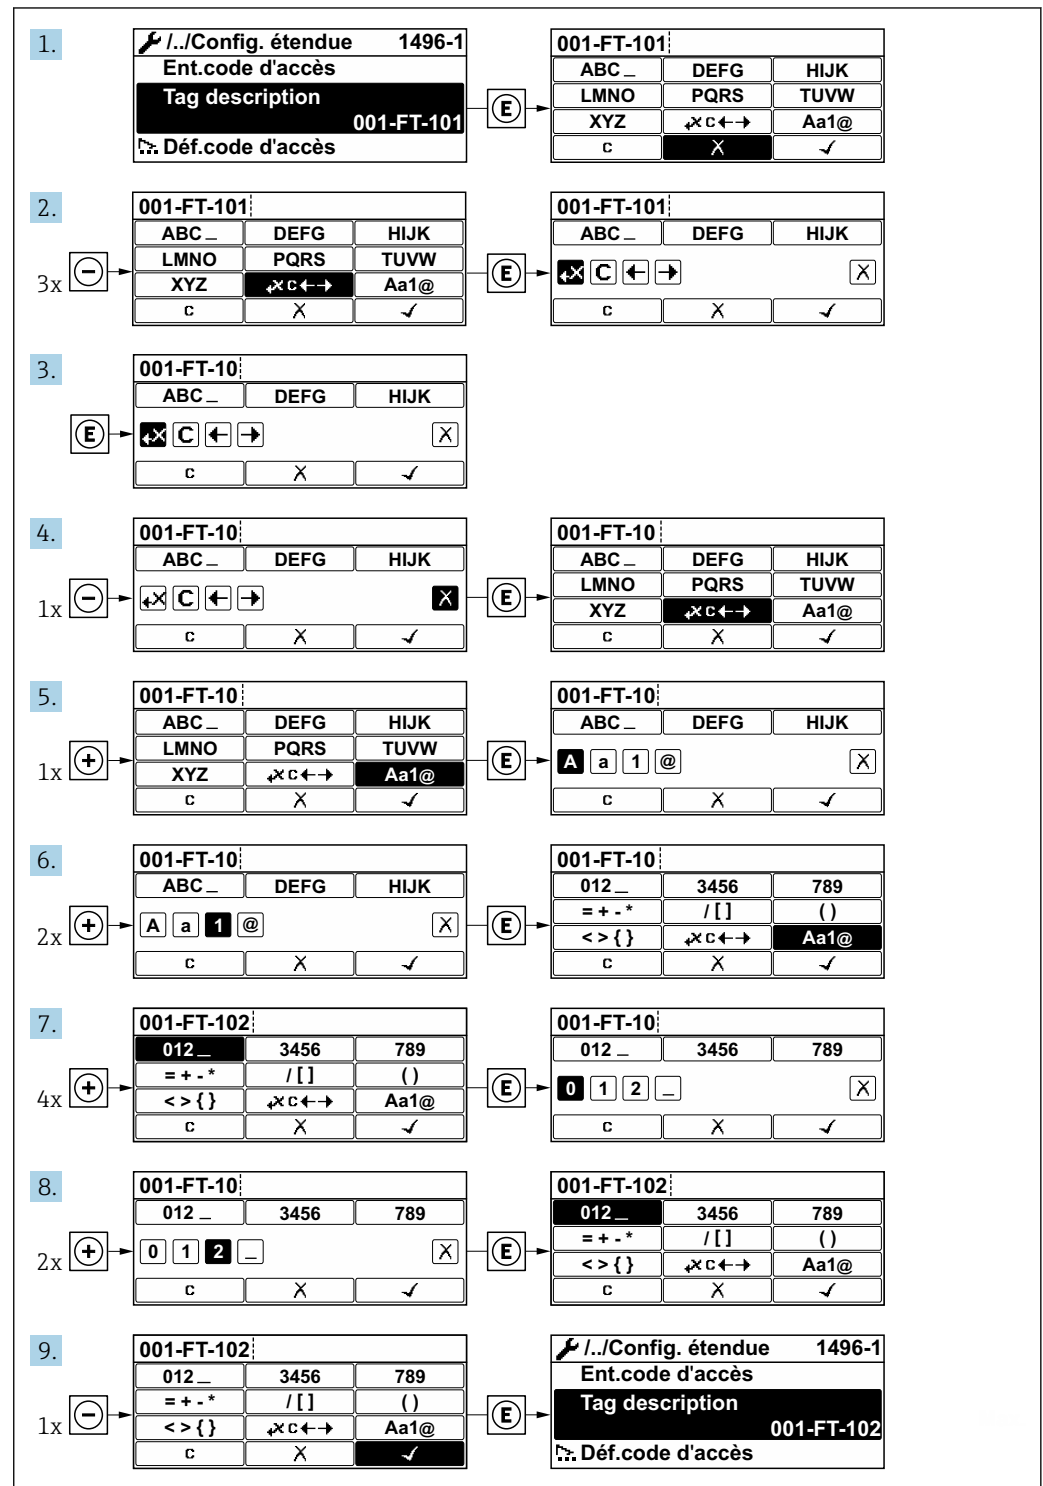 1.
/../Config. étendue 1496-1
Ent.code d'accès
Tag description
001-FT-101
Déf.code d'accès
E
001-FT-101
ABC_ DEFG HIJK
LMNO PQRS TUVW
XYZ C←→ Aa1@
C X ✓
2.
3x
001-FT-101
ABC_ DEFG HIJK
LMNO PQRS TUVW
XYZ C←→ Aa1@
C X ✓
E
001-FT-101
ABC_ DEFG HIJK
C ← → X
C X ✓
3.
E
001-FT-10
ABC_ DEFG HIJK
C ← → X
C X ✓
4.
1x
001-FT-10
ABC_ DEFG HIJK
C ← → X
C X ✓
E
001-FT-10
ABC_ DEFG HIJK
LMNO PQRS TUVW
XYZ C←→ Aa1@
C X ✓
5.
1x
001-FT-10
ABC_ DEFG HIJK
LMNO PQRS TUVW
XYZ C←→ Aa1@
C X ✓
E
001-FT-10
ABC_ DEFG HIJK
A a 1 @ X
C X ✓
6.
2x
001-FT-10
ABC_ DEFG HIJK
A a 1 @ X
C X ✓
E
001-FT-10
012_ 3456 789
=+-* /[] ()
<>{} C←→ Aa1@
C X ✓
7.
4x
001-FT-102
012_ 3456 789
=+-* /[] ()
<>{} C←→ Aa1@
C X ✓
E
001-FT-10
012_ 3456 789
0 1 2 _ X
C X ✓
8.
2x
001-FT-10
012_ 3456 789
0 1 2 _ X
C X ✓
E
001-FT-102
012_ 3456 789
=+-* /[] ()
<>{} C←→ Aa1@
C X ✓
9.
1x
001-FT-102
012_ 3456 789
=+-* /[] ()
<>{} C←→ Aa1@
C X ✓
E
/../Config. étendue 1496-1
Ent.code d'accès
Tag description
001-FT-102
Déf.code d'accès